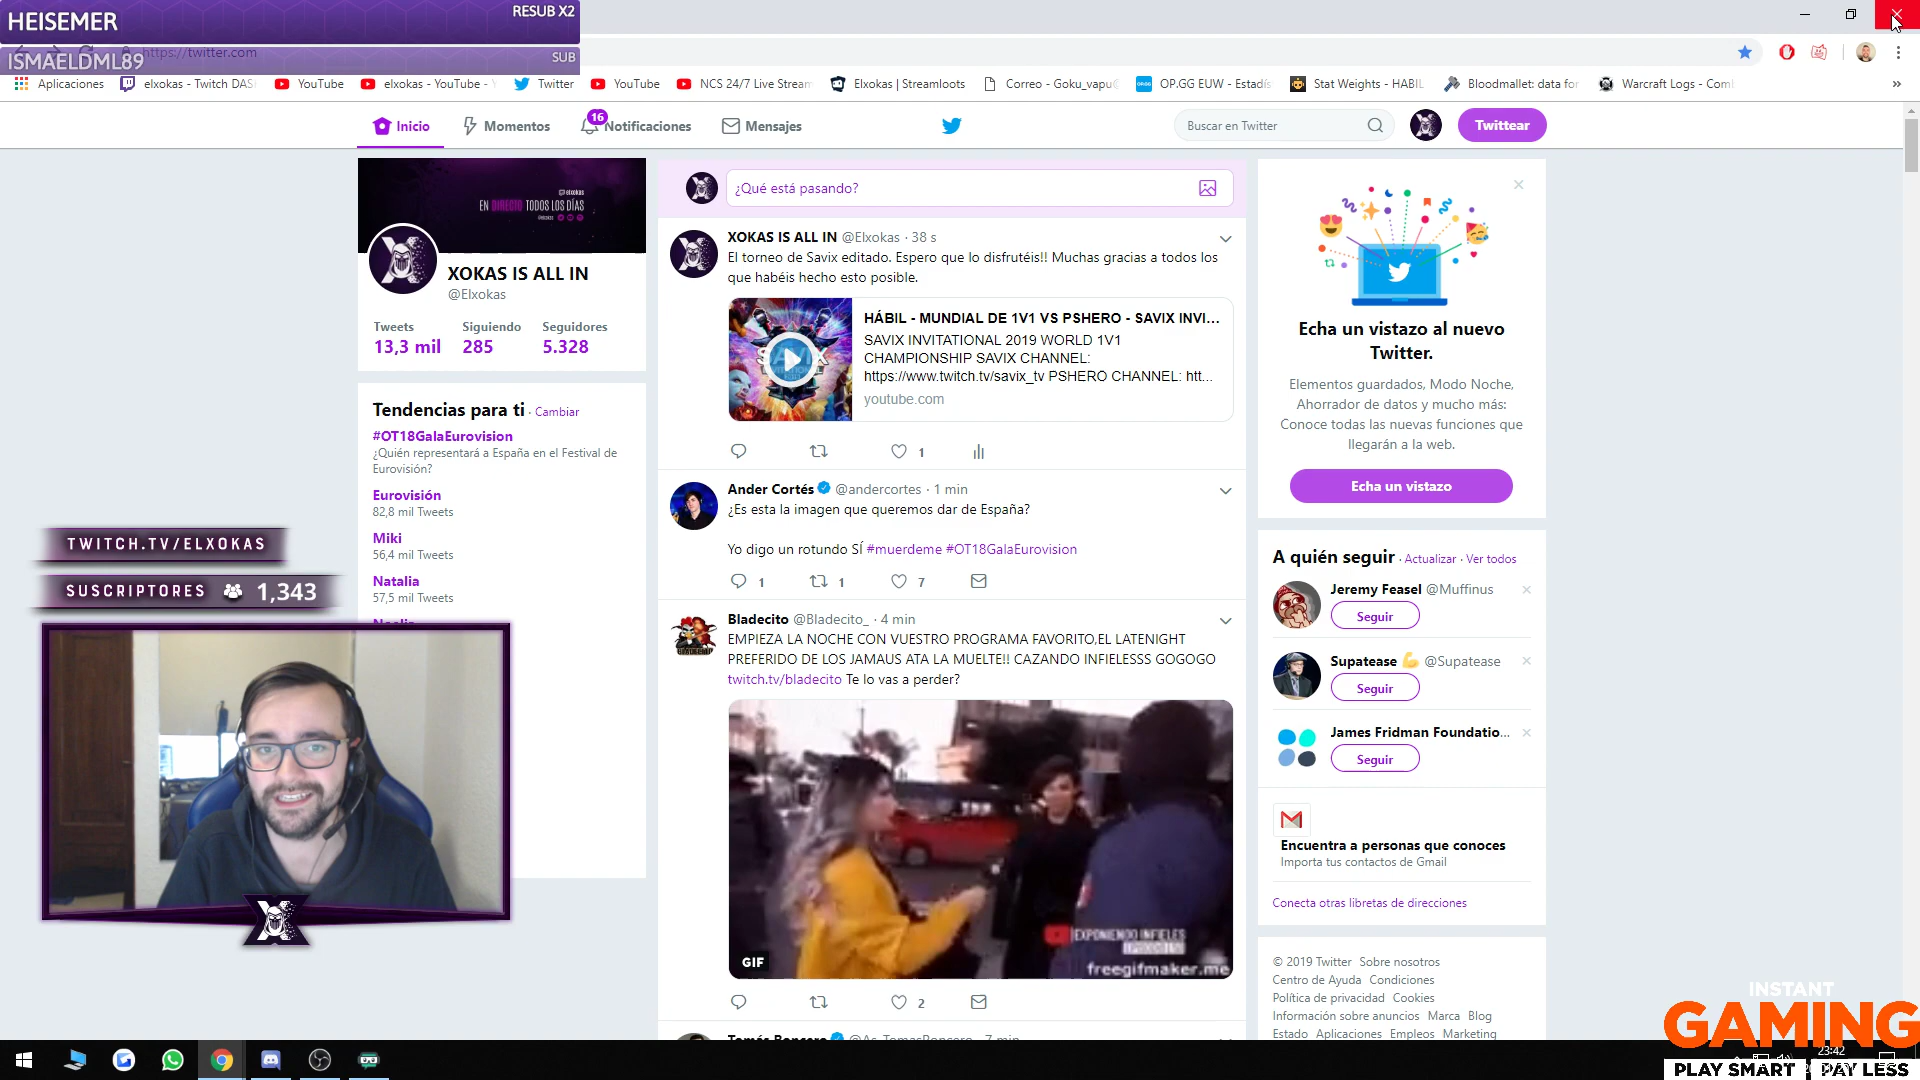 HEISEMER
RESUB X2
ISMAELDML89
SUB
https://twitter.com
Aplicaciones
elxokas - Twitch DAS
YouTube
elxokas - YouTube -
Twitter
YouTube
NCS 24/7 Live Stream
Elxokas | Streamloots
Correo - Goku_vapu
OP.GG EUW - Estadís
Stat Weights - HABIL
Bloodmallet: data for
Warcraft Logs - Com
»
Inicio
Momentos
16
Notificaciones
Mensajes
Buscar en Twitter
Twittear
@elxokas
EN DIRECTO TODOS LOS DÍAS
XOKAS IS ALL IN
@Elxokas
Tweets
Siguiendo
Seguidores
13,3 mil
285
5.328
Tendencias para ti · Cambiar
#OT18GalaEurovision
¿Quién representará a España en el Festival de
Eurovisión?
Eurovisión
82,8 mil Tweets
Miki
56,4 mil Tweets
Natalia
57,5 mil Tweets
TWITCH.TV/ELXOKAS
SUSCRIPTORES 1,343
¿Qué está pasando?
XOKAS IS ALL IN @Elxokas · 38 s
El torneo de Savix editado. Espero que lo disfrutéis!! Muchas gracias a todos los
que habéis hecho esto posible.
HÁBIL - MUNDIAL DE 1V1 VS PSHERO - SAVIX INVI...
SAVIX INVITATIONAL 2019 WORLD 1V1
CHAMPIONSHIP SAVIX CHANNEL:
https://www.twitch.tv/savix_tv PSHERO CHANNEL: htt...
youtube.com
1
Ander Cortés @andercortes · 1 min
¿Es esta la imagen que queremos dar de España?
Yo digo un rotundo SÍ #muerdeme #OT18GalaEurovision
1
1
7
Bladecito @Bladecito_ · 4 min
EMPIEZA LA NOCHE CON VUESTRO PROGRAMA FAVORITO,EL LATENIGHT
PREFERIDO DE LOS JAMAUS ATA LA MUELTE!! CAZANDO INFIELESSS GOGOGO
twitch.tv/bladecito Te lo vas a perder?
EXPONIENDO INFIELES
GIF
freegifmaker.me
2
Tomás Roncero @As_TomasRoncero · 7 min
Echa un vistazo al nuevo
Twitter.
Elementos guardados, Modo Noche,
Ahorrador de datos y mucho más:
Conoce todas las nuevas funciones que
llegarán a la web.
Echa un vistazo
A quién seguir · Actualizar · Ver todos
Jeremy Feasel @Muffinus
Seguir
Supatease @Supatease
Seguir
James Fridman Foundatio...
Seguir
Encuentra a personas que conoces
Importa tus contactos de Gmail
Conecta otras libretas de direcciones
© 2019 Twitter Sobre nosotros
Centro de Ayuda Condiciones
Política de privacidad Cookies
Información sobre anuncios Marca Blog
Estado Aplicaciones Empleos Marketing
INSTANT
GAMING
PLAY SMART PAY LESS
23:42